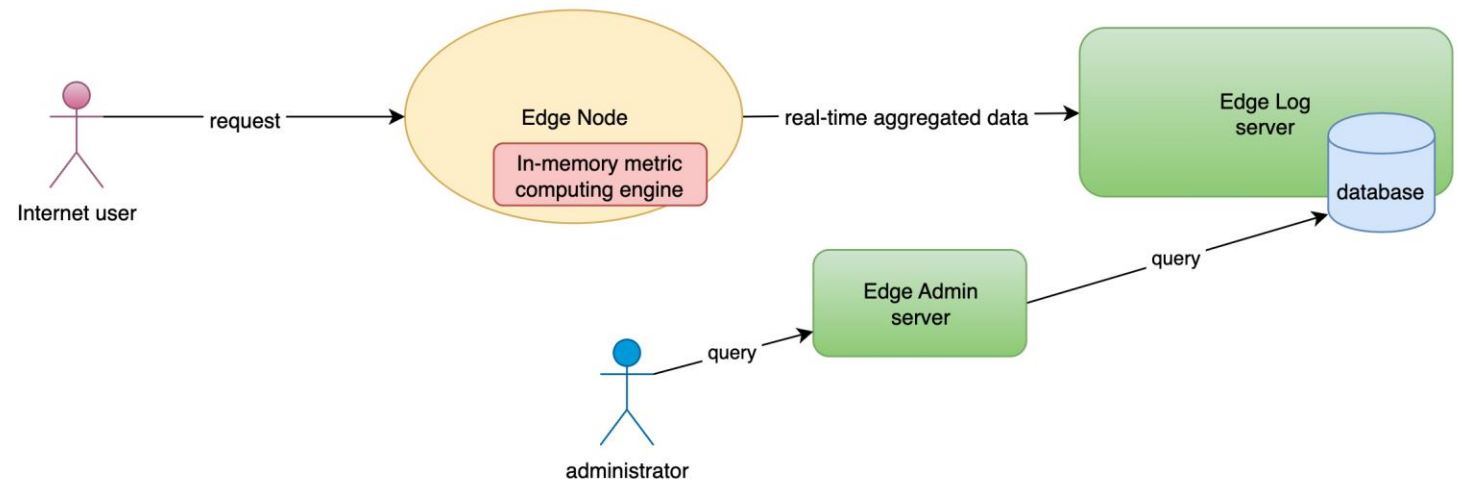 request
Edge Node
real-time aggregated data
Edge Log
server
In-memory metric
computing engine
database
Internet user
query
Edge Admin
server
query
administrator